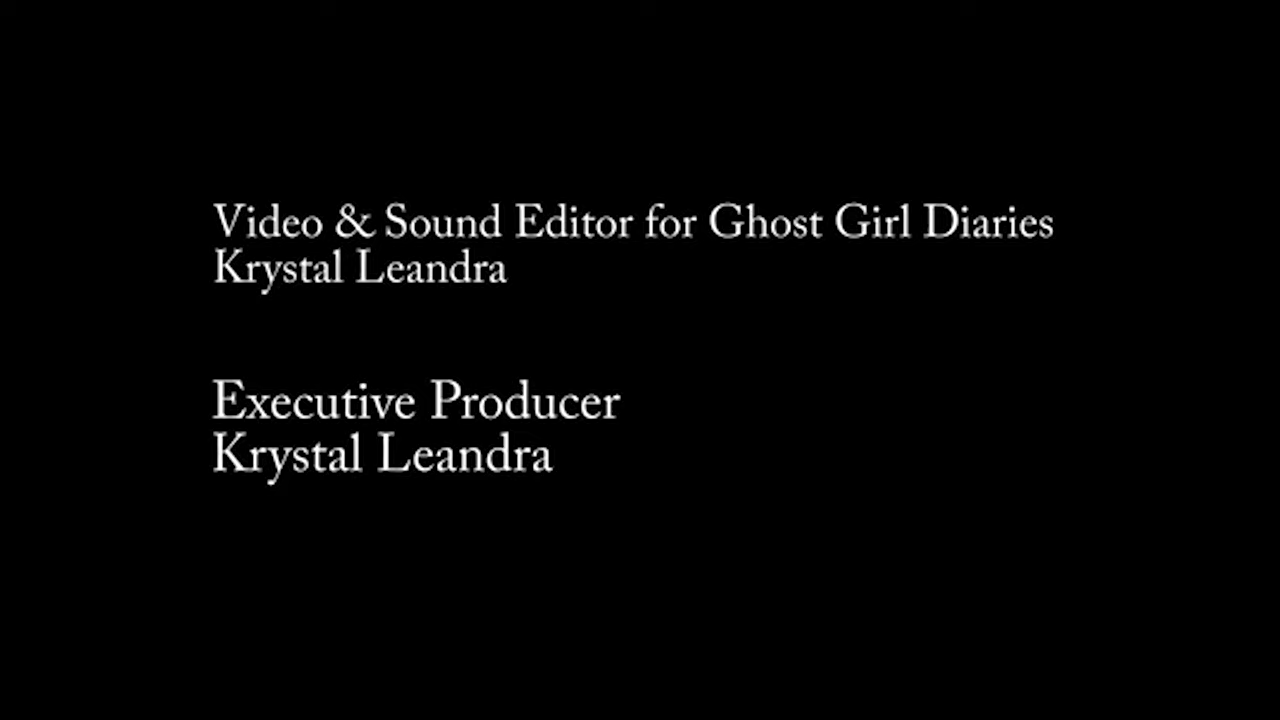 Video & Sound Editor for Ghost Girl Diaries
Krystal Leandra
Executive Producer
Krystal Leandra